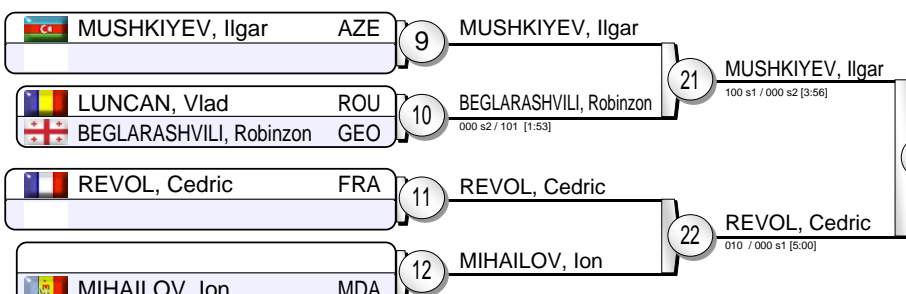 MUSHKIYEV, Ilgar AZE
9
MUSHKIYEV, Ilgar
21
MUSHKIYEV, Ilgar
100 s1 / 000 s2 [3:56]
LUNCAN, Vlad ROU
BEGLARASHVILI, Robinzon GEO
10
BEGLARASHVILI, Robinzon
000 s2 / 101 [1:53]
REVOL, Cedric FRA
11
REVOL, Cedric
22
REVOL, Cedric
010 / 000 s1 [5:00]
12
MIHAILOV, Ion
MIHAILOV, Ion MDA